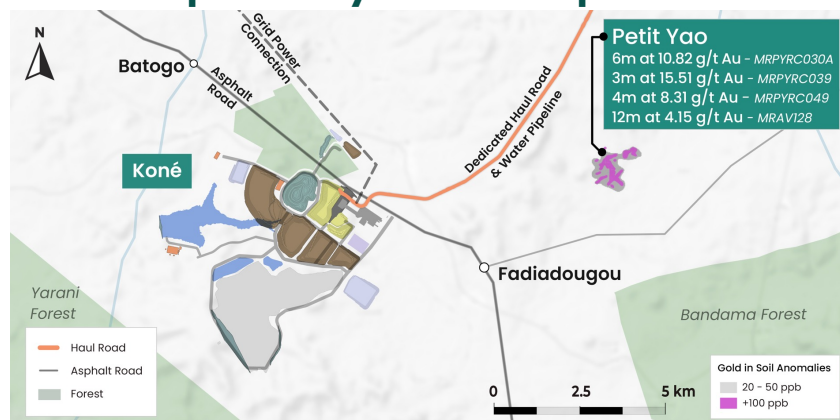 N
Batogo
Asphalt
Road
Grid Power
Connection
Koné
Dedicated Haul Road
& Water Pipeline
Petit Yao
6m at 10.82 g/t Au - MRPYRC030A
3m at 15.51 g/t Au - MRPYRC039
4m at 8.31 g/t Au - MRPYRC049
12m at 4.15 g/t Au - MRAV128
Fadiadougou
Yarani
Forest
Bandama Forest
Haul Road
Asphalt Road
Forest
0 2.5 5 km
Gold in Soil Anomalies
20 - 50 ppb
+100 ppb